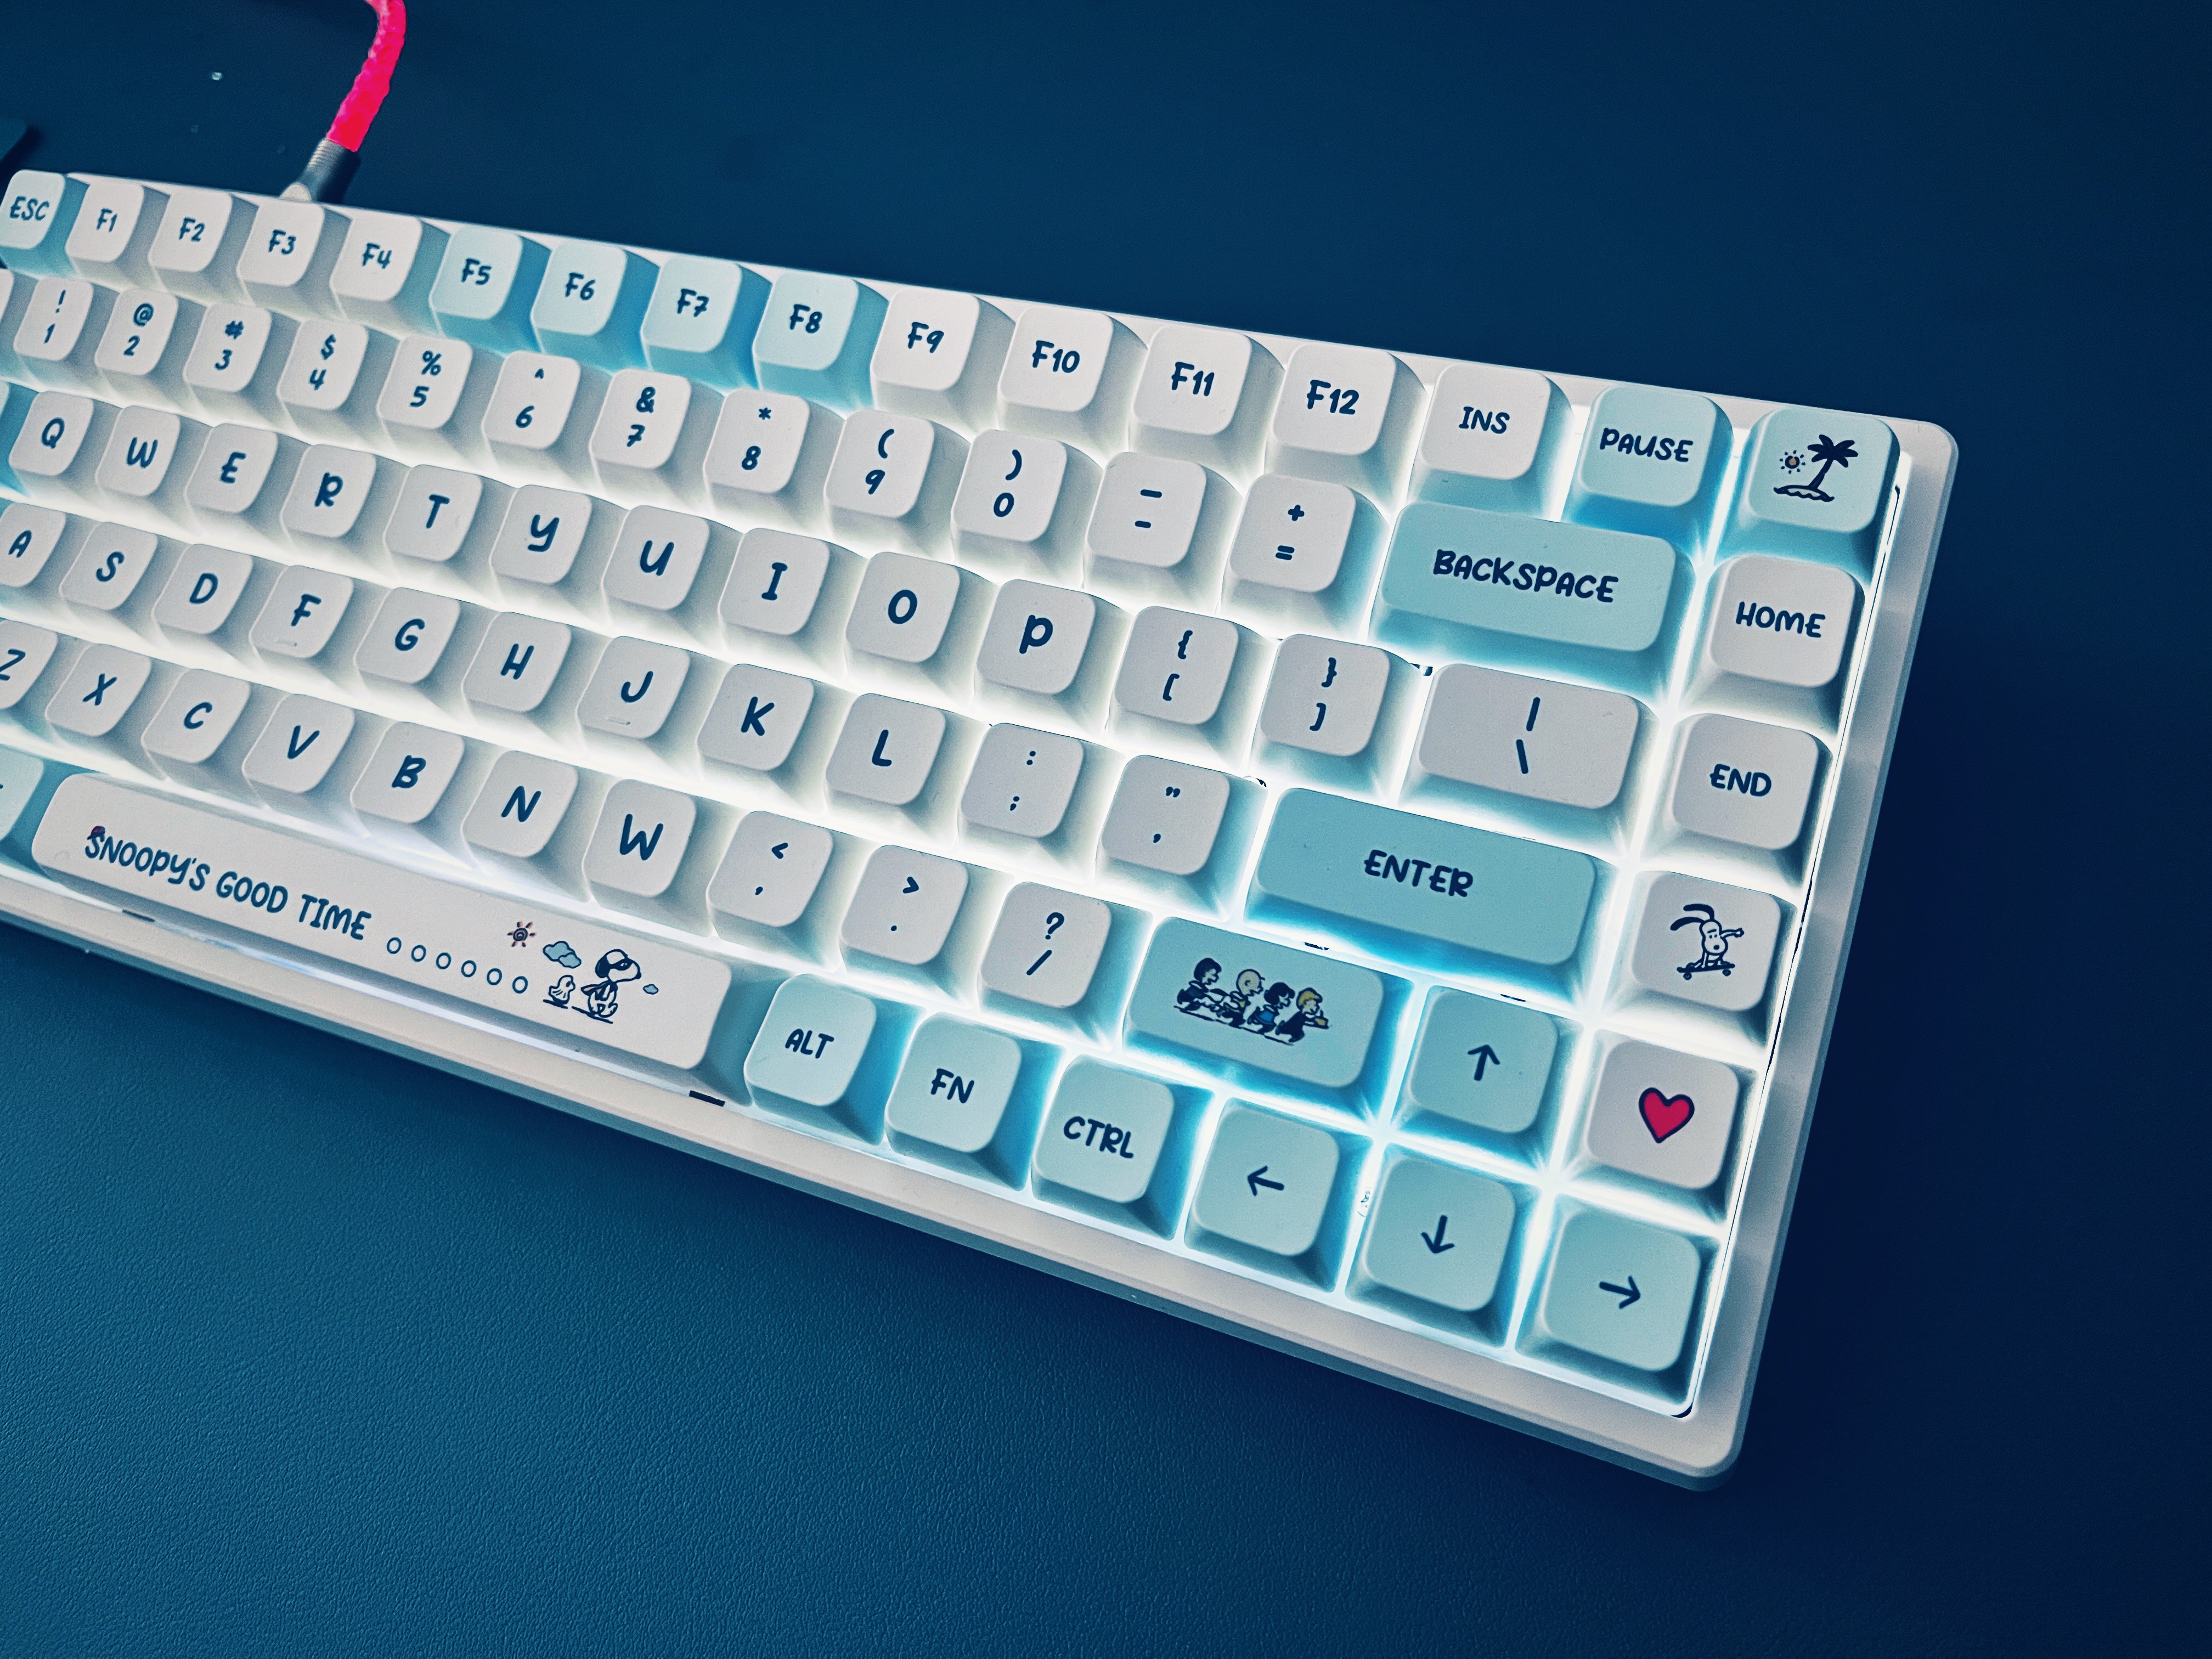 ESC F1 F2 F3 F4 F5 F6 F7 F8 F9 F10 F11 F12 INS PAUSE
! @ # $ % ^ & * ( ) _ +
1 2 3 4 5 6 7 8 9 0 - = BACKSPACE HOME
Q W E R T Y U I O P { } |
[ ] \ END
A S D F G H J K L : "
; ' ENTER
Z X C V B N W < > ?
, . /
↑
SNOOPY'S GOOD TIME OOOOOO ALT FN CTRL ← ↓ →